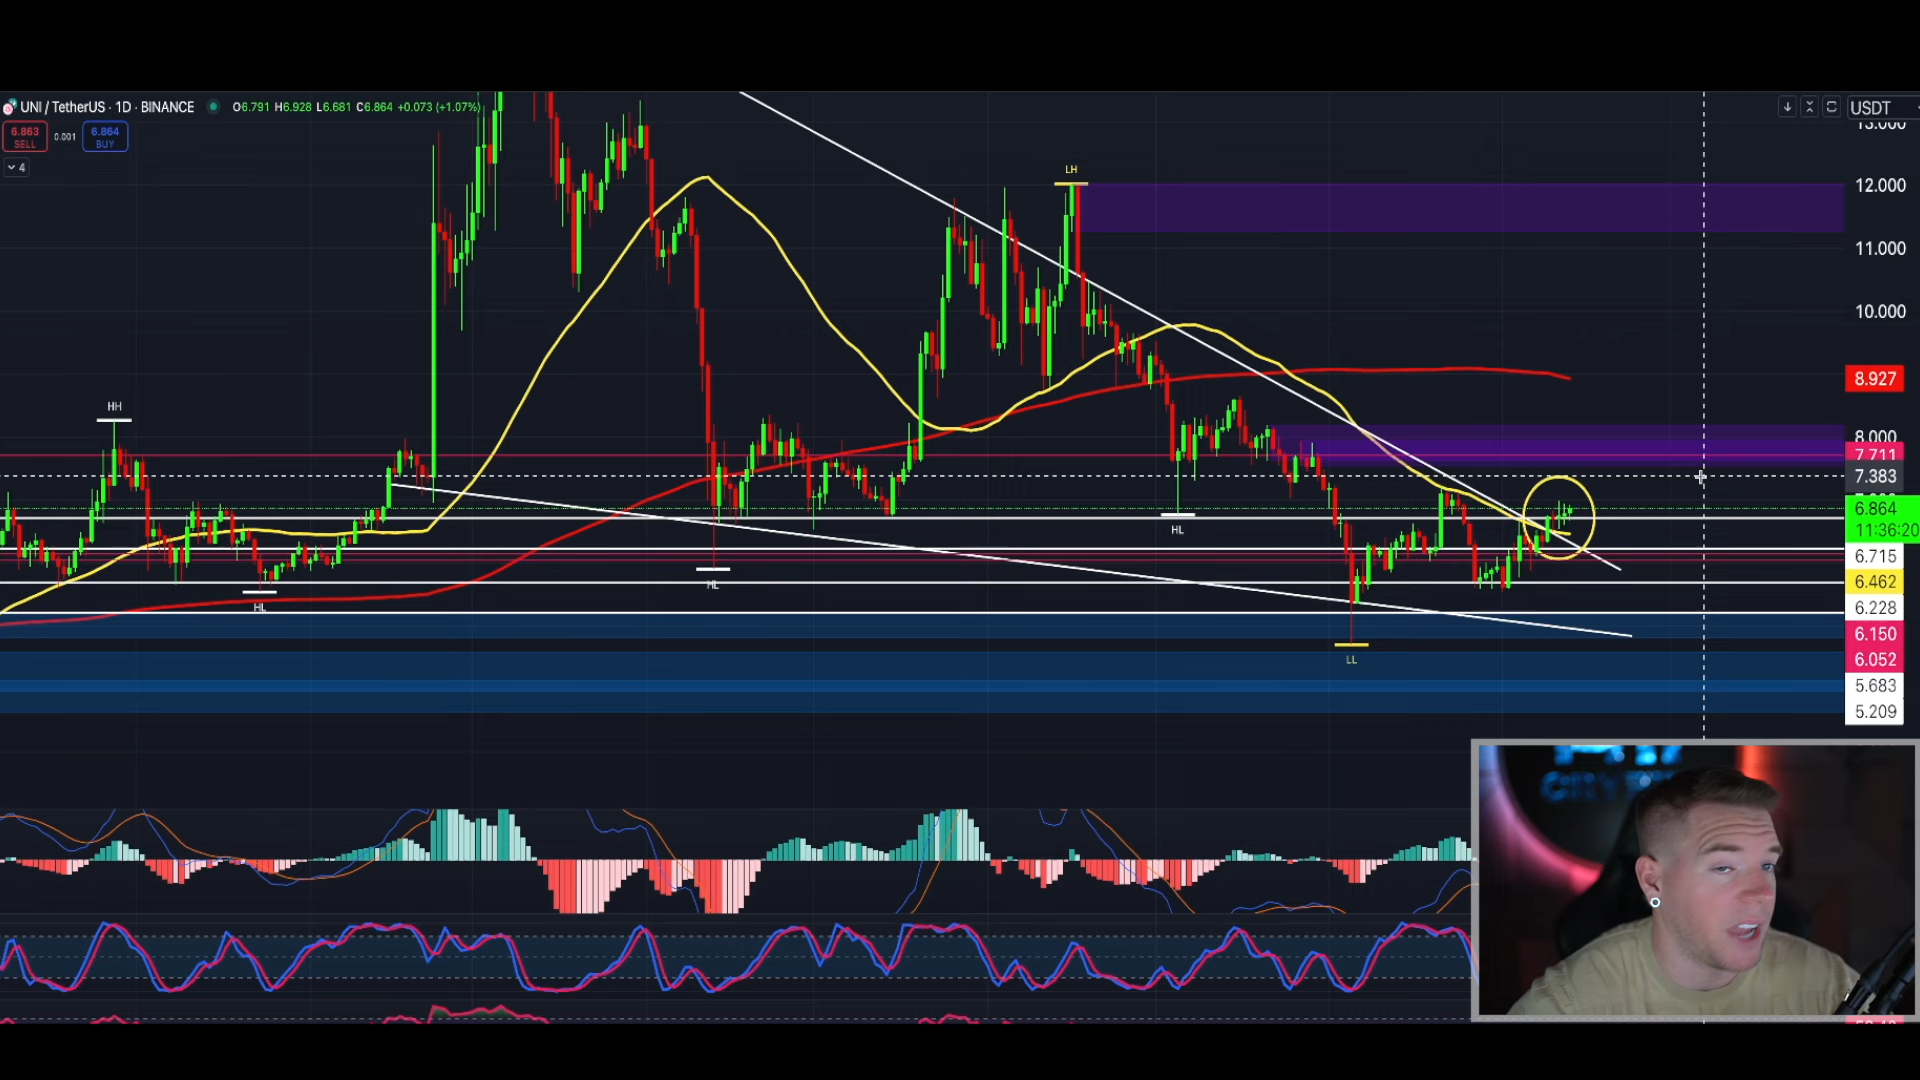 UNI / TetherUS · 1D · BINANCE O6.791 H6.928 L6.681 C6.864 +0.073 (+1.07%)
USDT
6.863
SELL
0.001
6.864
BUY
4
13.000
12.000
11.000
10.000
8.927
8.000
7.711
7.383
6.864
11:36:20
6.715
6.462
6.228
6.150
6.052
5.683
5.209
LH
HH
HL
HL
HL
LL